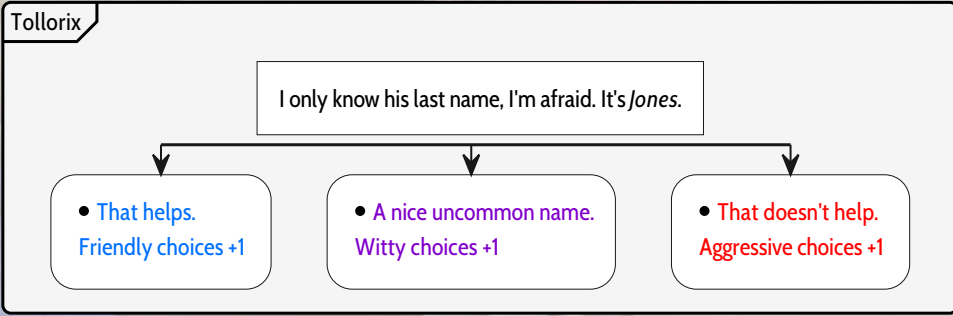 Tollorix
I only know his last name, I'm afraid. It's Jones.
• That helps.
Friendly choices +1
• A nice uncommon name.
Witty choices +1
• That doesn't help.
Aggressive choices +1